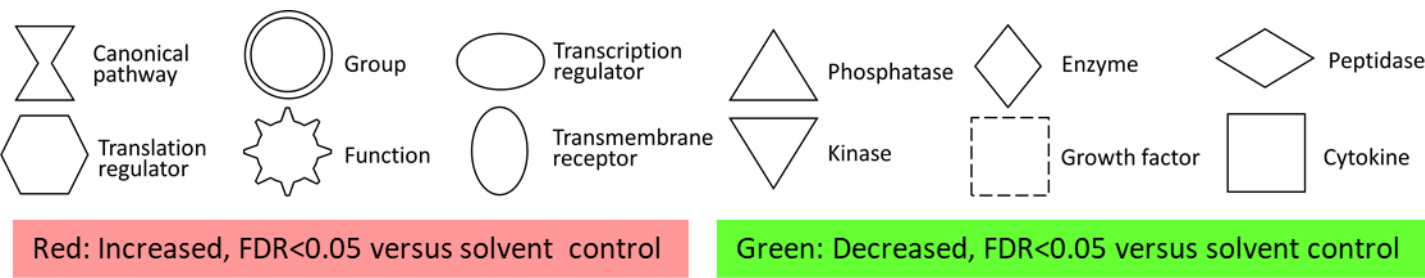 Canonical
pathway
Group
Transcription
regulator
Phosphatase
Enzyme
Peptidase
Translation
regulator
Function
Transmembrane
receptor
Kinase
Growth factor
Cytokine
Red: Increased, FDR<0.05 versus solvent  control
Green: Decreased, FDR<0.05 versus solvent control